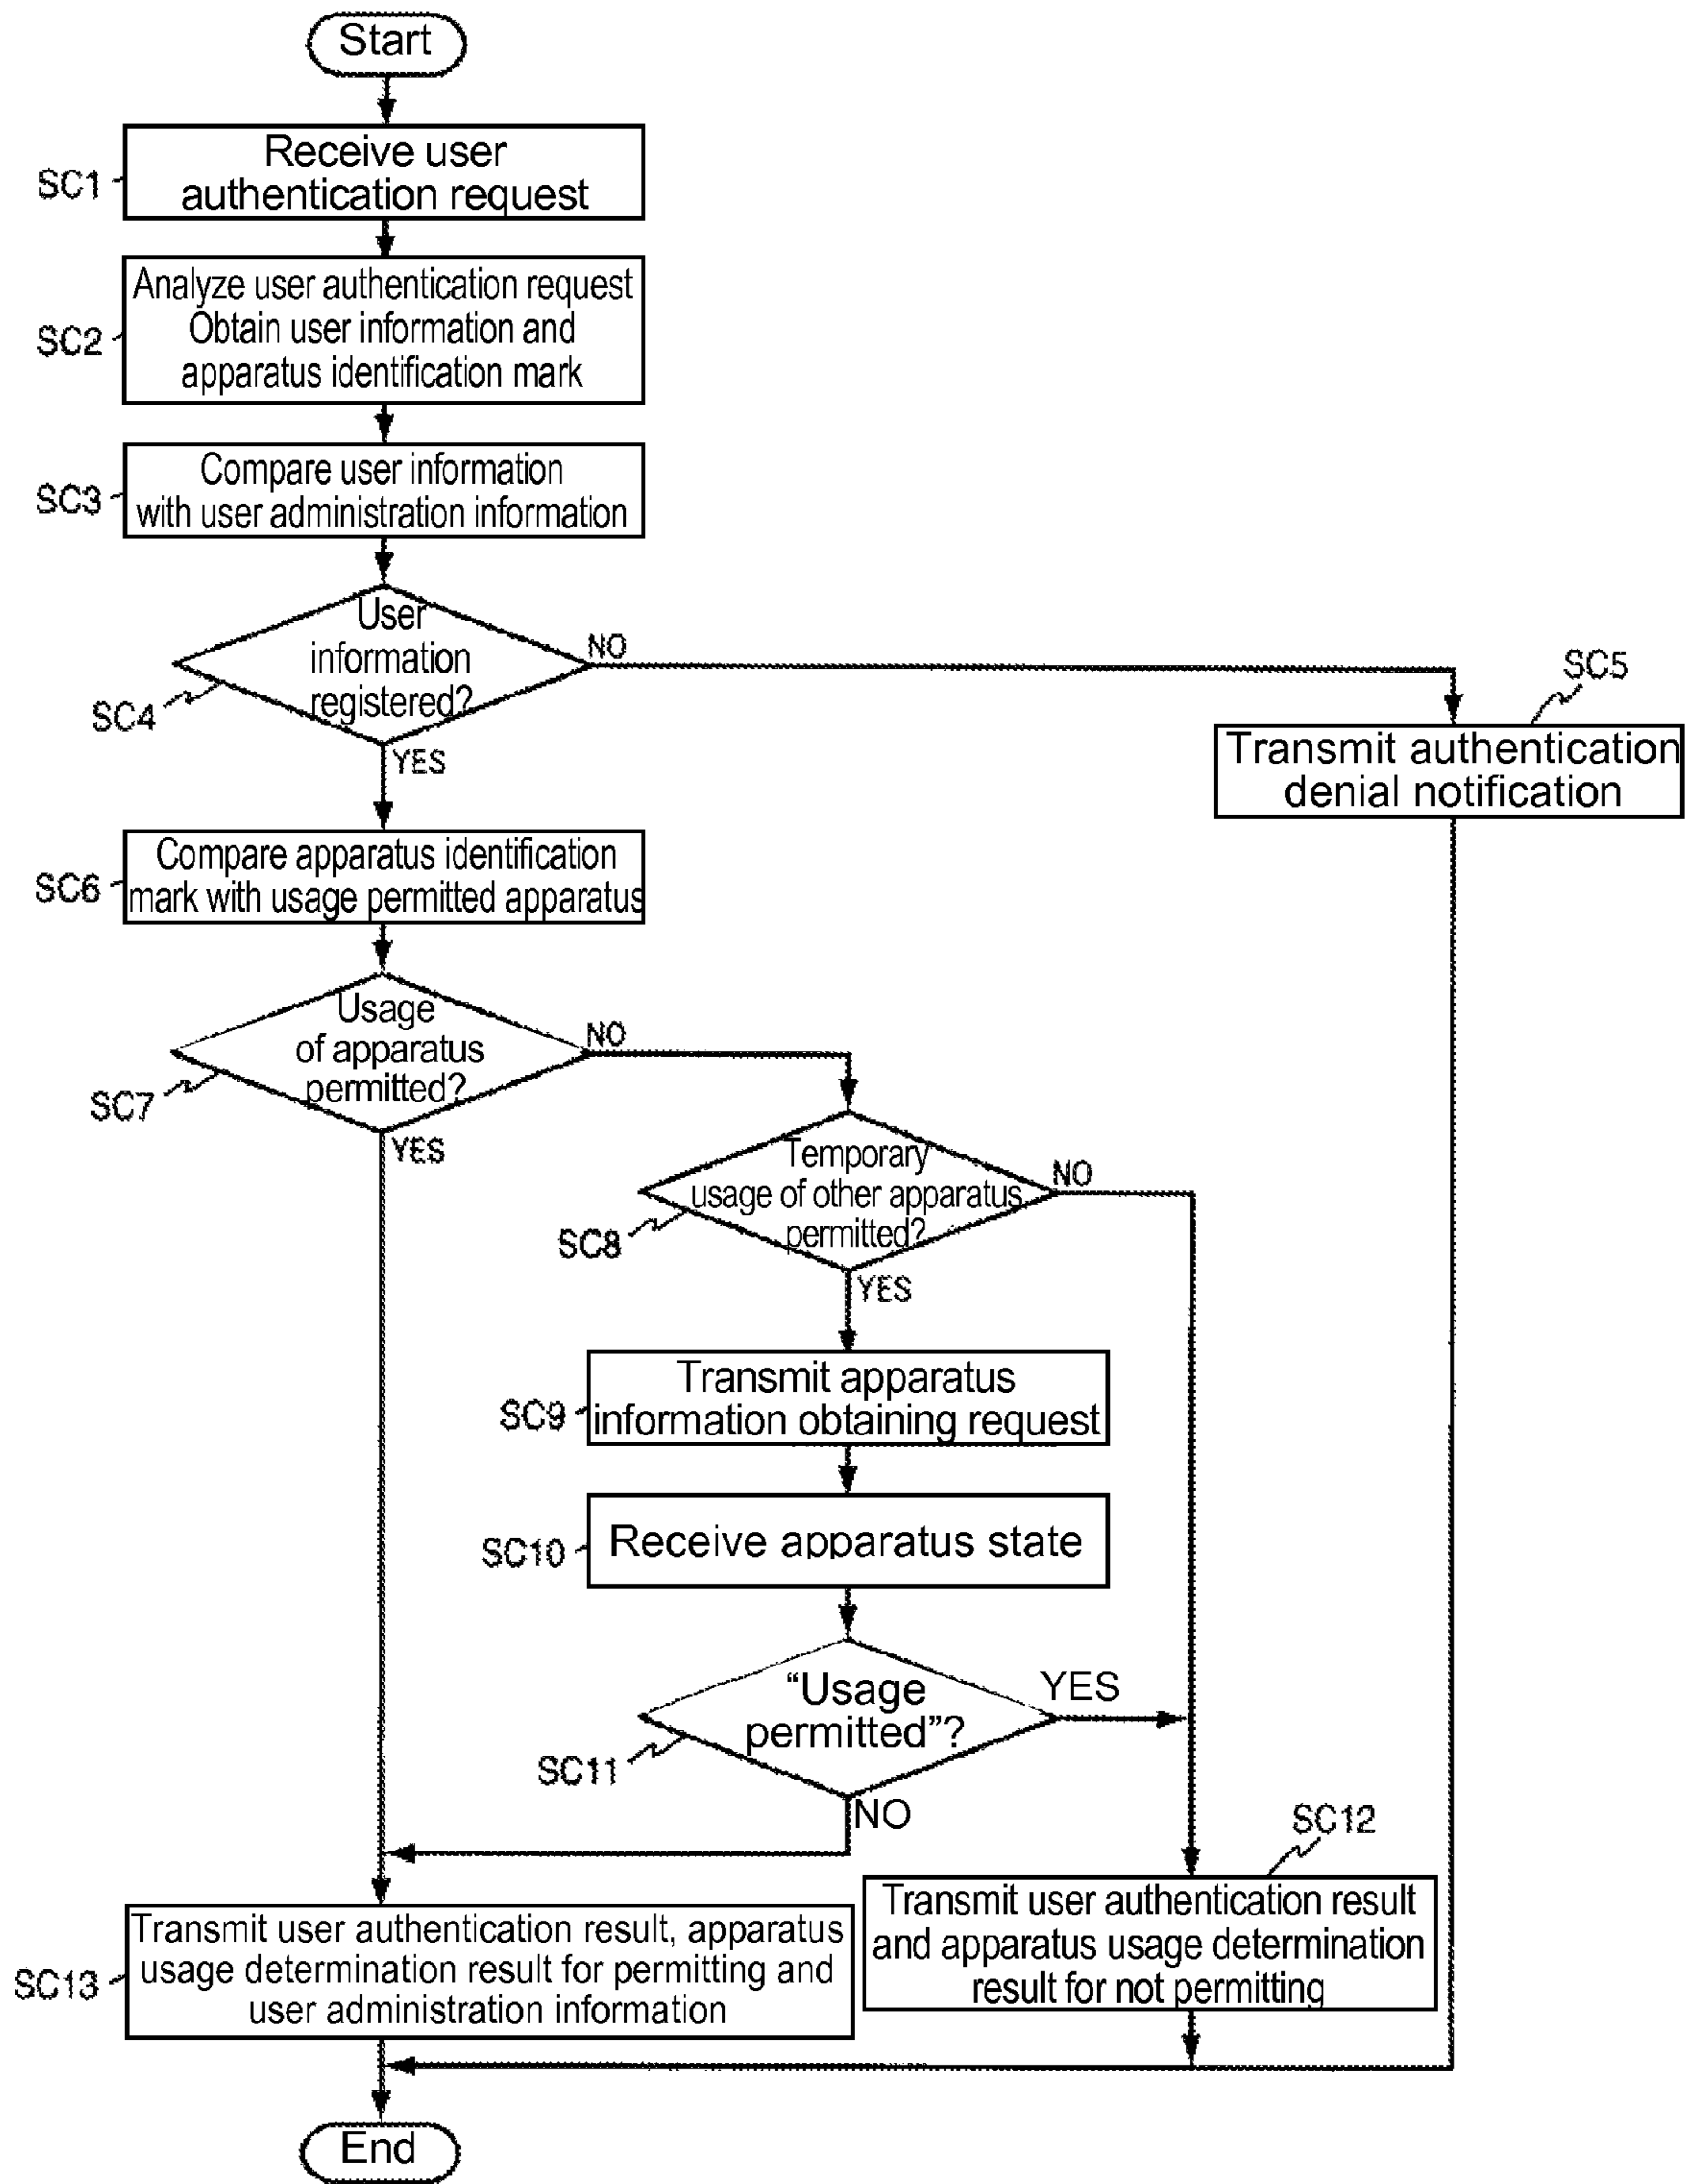 Start
SC1
Receive user
authentication request
SC2
Analyze user authentication request
Obtain user information and
apparatus identification mark
SC3
Compare user information
with user administration information
User
information
registered?
SC4
NO
YES
SC5
Transmit authentication
denial notification
SC6
Compare apparatus identification
mark with usage permitted apparatus
Usage
of apparatus
permitted?
SC7
NO
YES
Temporary
usage of other apparatus
permitted?
SC8
NO
YES
SC9
Transmit apparatus
information obtaining request
SC10
Receive apparatus state
“Usage
permitted”?
SC11
YES
NO
SC12
Transmit user authentication result
and apparatus usage determination
result for not permitting
SC13
Transmit user authentication result, apparatus
usage determination result for permitting and
user administration information
End